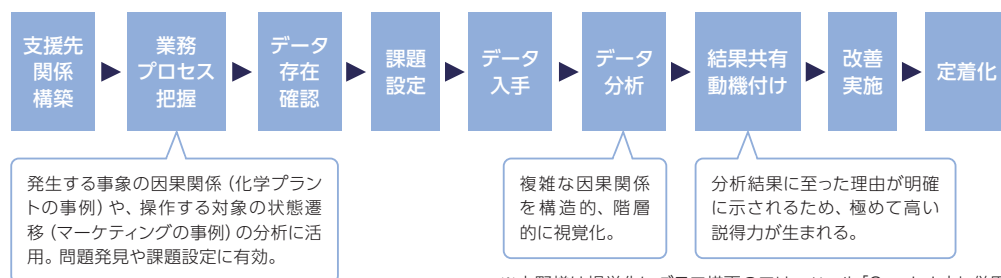 支援先
関係
構築
業務
プロセス
把握
データ
存在
確認
課題
設定
データ
入手
データ
分析
結果共有
動機付け
改善
実施
定着化
発生する事象の因果関係（化学プラン
トの事例）や、操作する対象の状態遷
移（マーケティングの事例）の分析に活
用。問題発見や課題設定に有効。
複雑な因果関係
を構造的、階層
的に視覚化。
分析結果に至った理由が明確
に示されるため、極めて高い
説得力が生まれる。